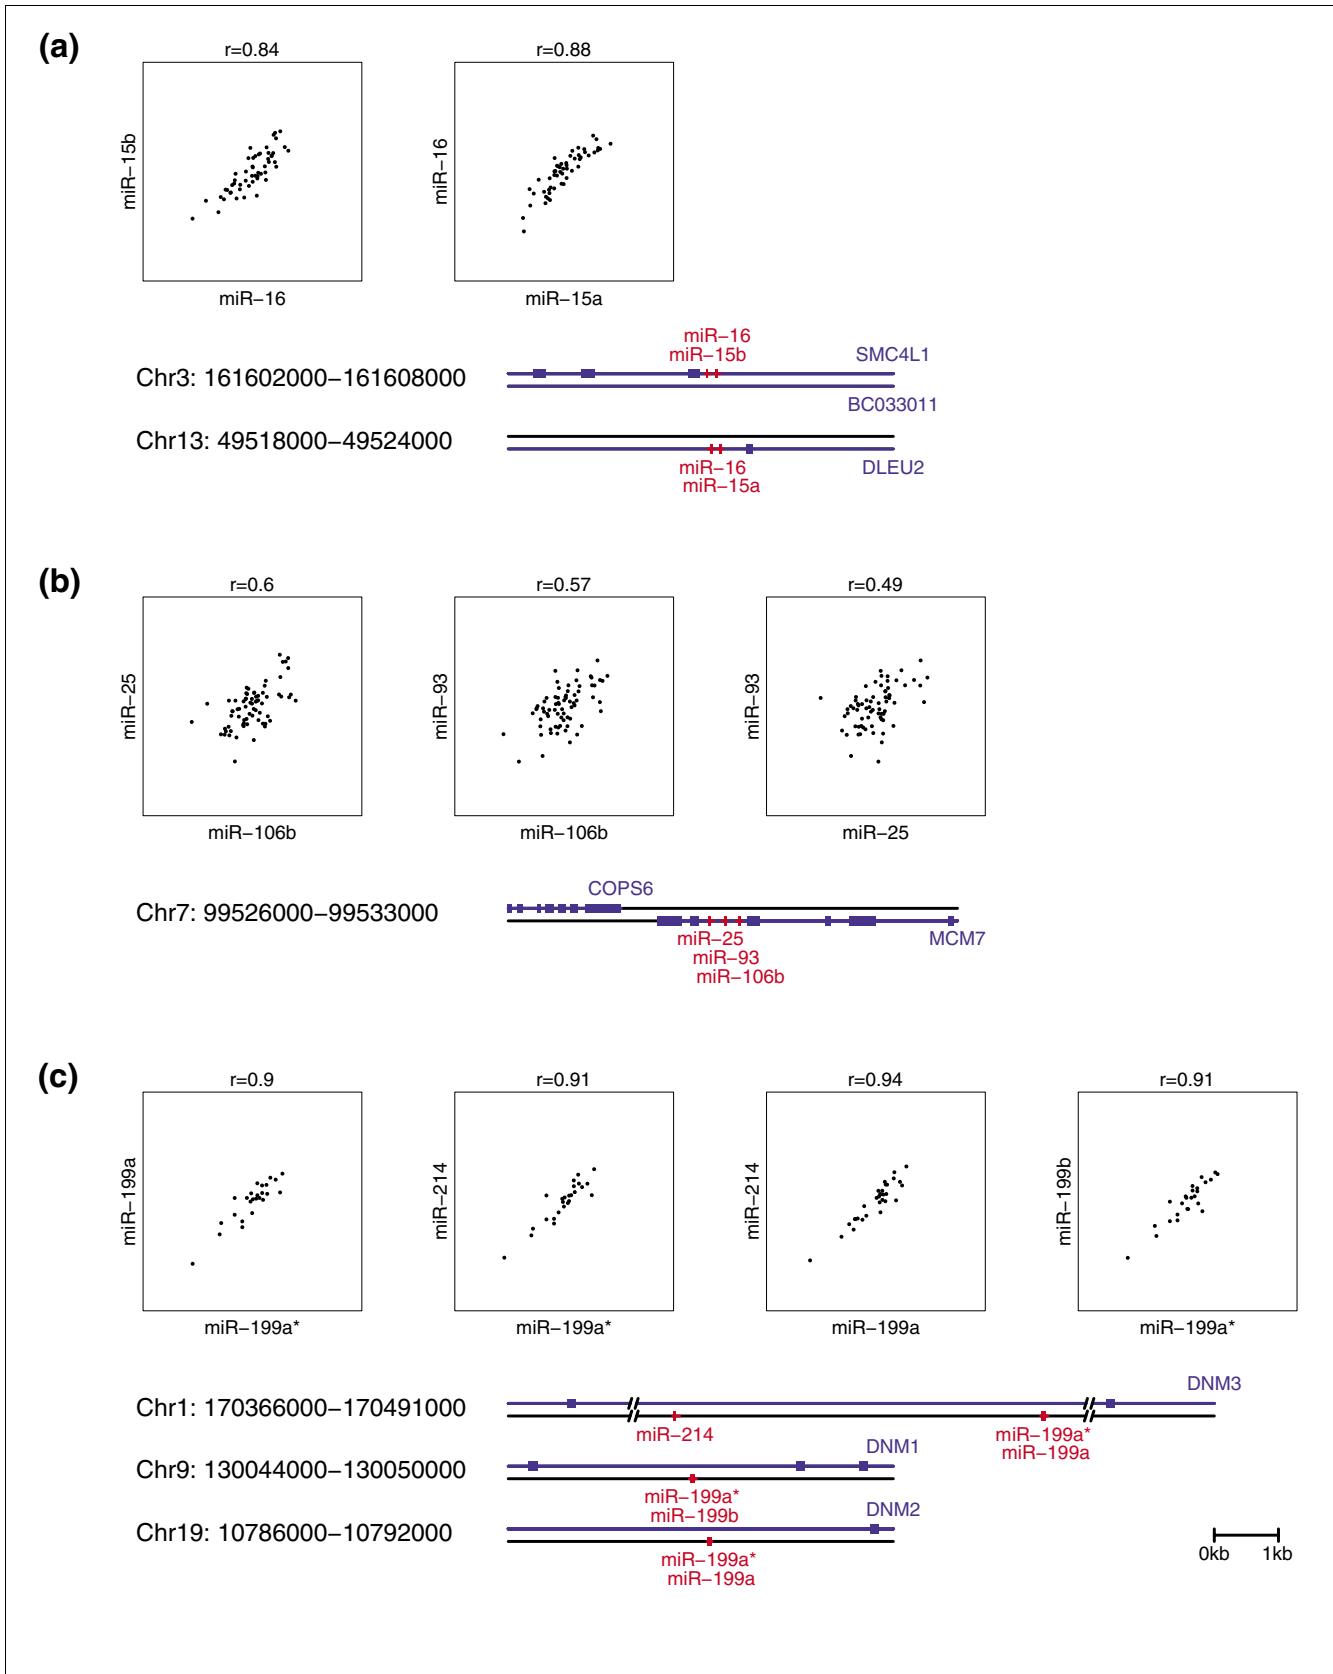 (a)
r=0.84
r=0.88
miR−15b
miR−16
miR−16
miR−15a
miR−16
miR−15b
SMC4L1
Chr3: 161602000−161608000
BC033011
Chr13: 49518000−49524000
miR−16
DLEU2
miR−15a
(b)
r=0.6
r=0.57
r=0.49
miR−25
miR−93
miR−93
miR−106b
miR−106b
miR−25
COPS6
Chr7: 99526000−99533000
miR−25
MCM7
miR−93
miR−106b
(c)
r=0.9
r=0.91
r=0.94
r=0.91
miR−199a
miR−214
miR−214
miR−199b
miR−199a*
miR−199a*
miR−199a
miR−199a*
DNM3
Chr1: 170366000−170491000
miR−214
miR−199a*
miR−199a
DNM1
Chr9: 130044000−130050000
miR−199a*
miR−199b
DNM2
Chr19: 10786000−10792000
miR−199a*
miR−199a
0kb
1kb